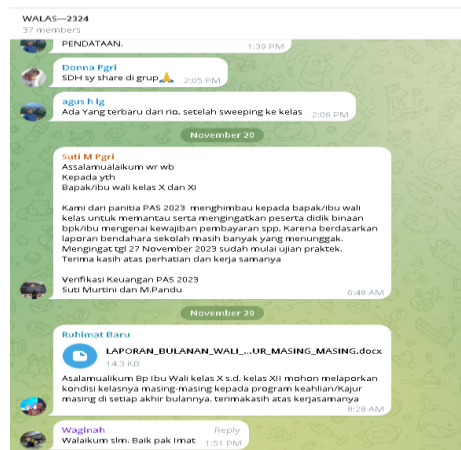 WALAS—2324
37 members
PENDATAAN.
1:39 PM
Donna Pgri
SDH sy share di grup🙏 2:05 PM
agus h lg
Ada Yang terbaru dari rio, setelah sweeping ke kelas 2:06 PM
November 20
Suti M Pgri
Assalamualaikum wr wb
Kepada yth
Bapak/ibu wali kelas X dan XI
Kami dari panitia PAS 2023 menghimbau kepada bapak/ibu wali
kelas untuk memantau serta mengingatkan peserta didik binaan
bpk/ibu mengenai kewajiban pembayaran spp, Karena berdasarkan
laporan bendahara sekolah masih banyak yang menunggak.
Mengingat tgl 27 November 2023 sudah mulai ujian praktek.
Terima kasih atas perhatian dan kerja samanya
Verifikasi Keuangan PAS 2023
Suti Murtini dan M.Pandu
6:48 AM
November 29
Ruhimat Baru
LAPORAN_BULANAN_WALI_...UR_MASING_MASING.docx
14.3 KB
Asalamualikum Bp Ibu Wali kelas X s.d. kelas XII mohon melaporkan
kondisi kelasnya masing-masing kepada program keahlian/Kajur
masing di setiap akhir bulannya. terimakasih atas kerjasamanya
8:28 AM
Waginah Reply
Walaikum slm. Baik pak Imat 1:51 PM